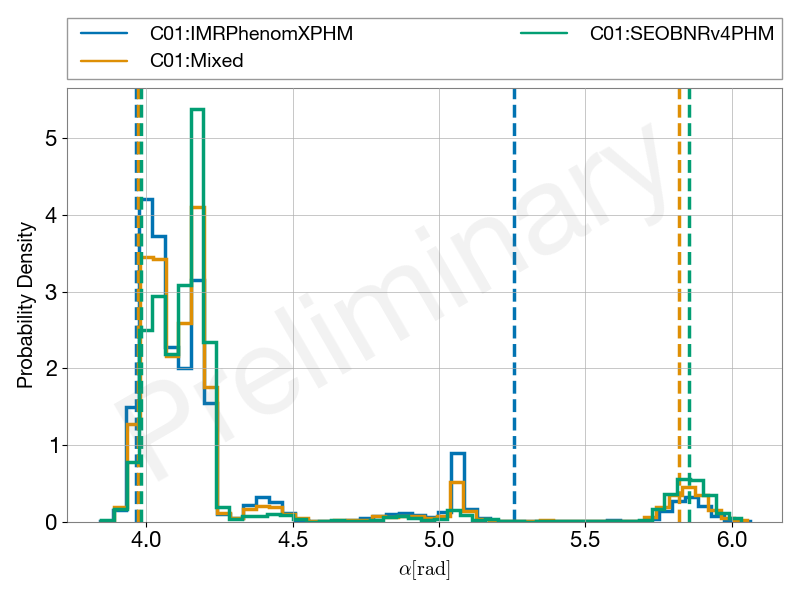 C01:IMRPhenomXPHM
C01:Mixed
C01:SEOBNRv4PHM
Preliminary
Probability Density
5
4
3
2
1
0
4.0 4.5 5.0 5.5 6.0
α[rad]